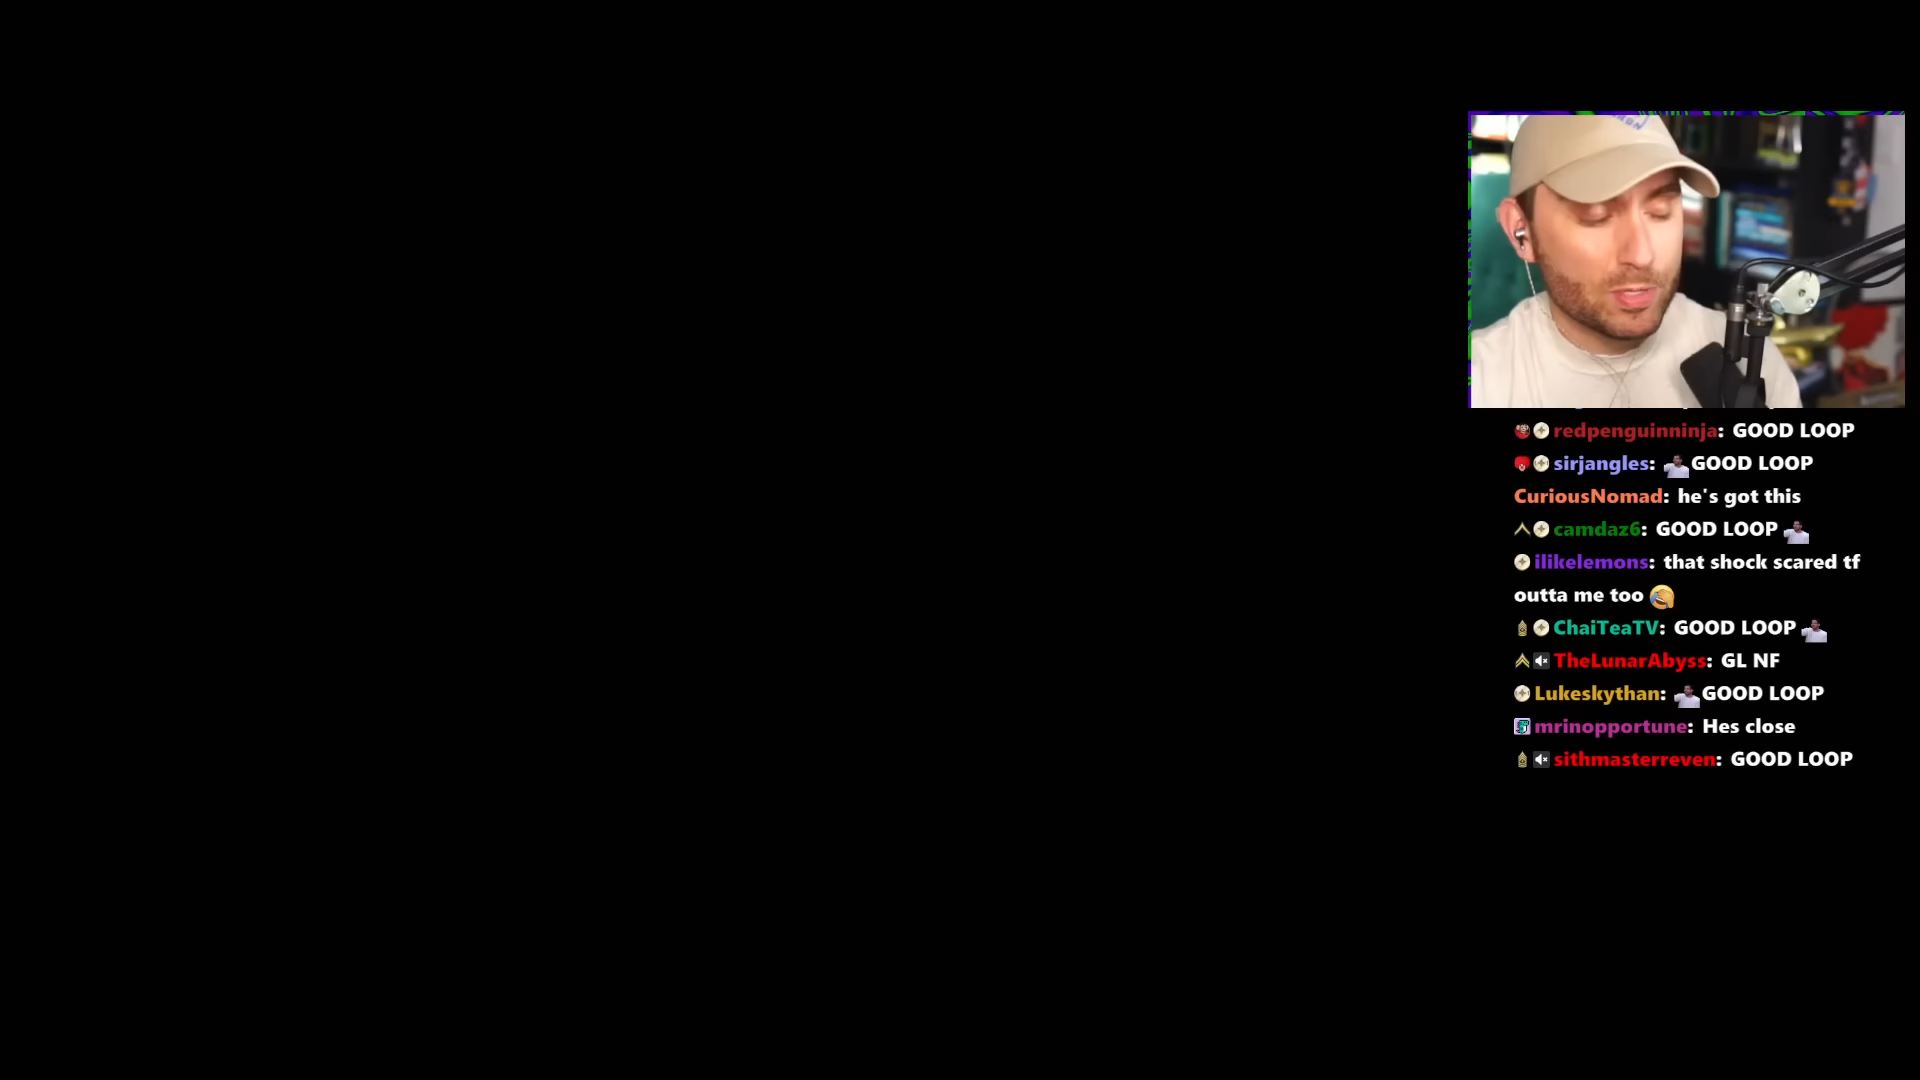 redpenguinninja: GOOD LOOP
sirjangles: GOOD LOOP
CuriousNomad: he's got this
camdaz6: GOOD LOOP
ilikelemons: that shock scared tf
outta me too
ChaiTeaTV: GOOD LOOP
TheLunarAbyss: GL NF
Lukeskythan: GOOD LOOP
mrinopportune: Hes close
sithmasterreven: GOOD LOOP